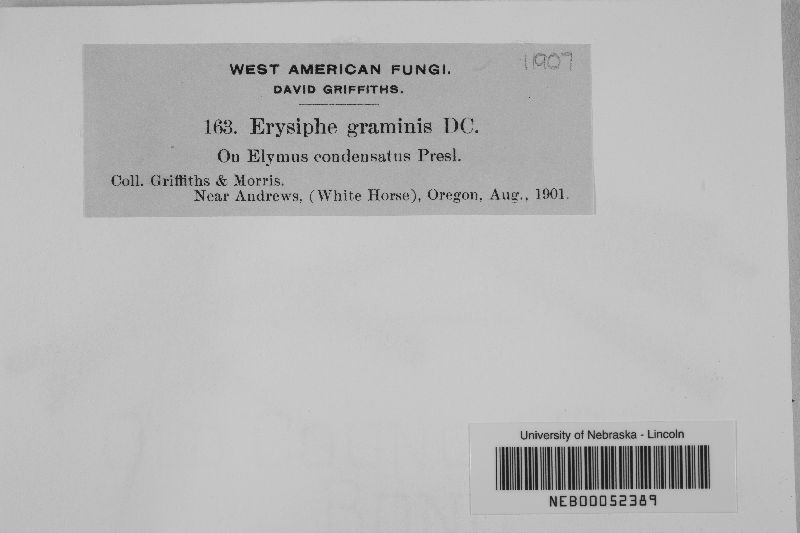 11907
WEST AMERICAN FUNGI.
DAVID GRIFFITHS.
163. Erysiphe graminis DC.
On Elymus condensatus Presl.
Coll. Griffiths & Morris.
Near Andrews, (White Horse), Oregon, Aug., 1901.
University of Nebraska - Lincoln
NEB00052389